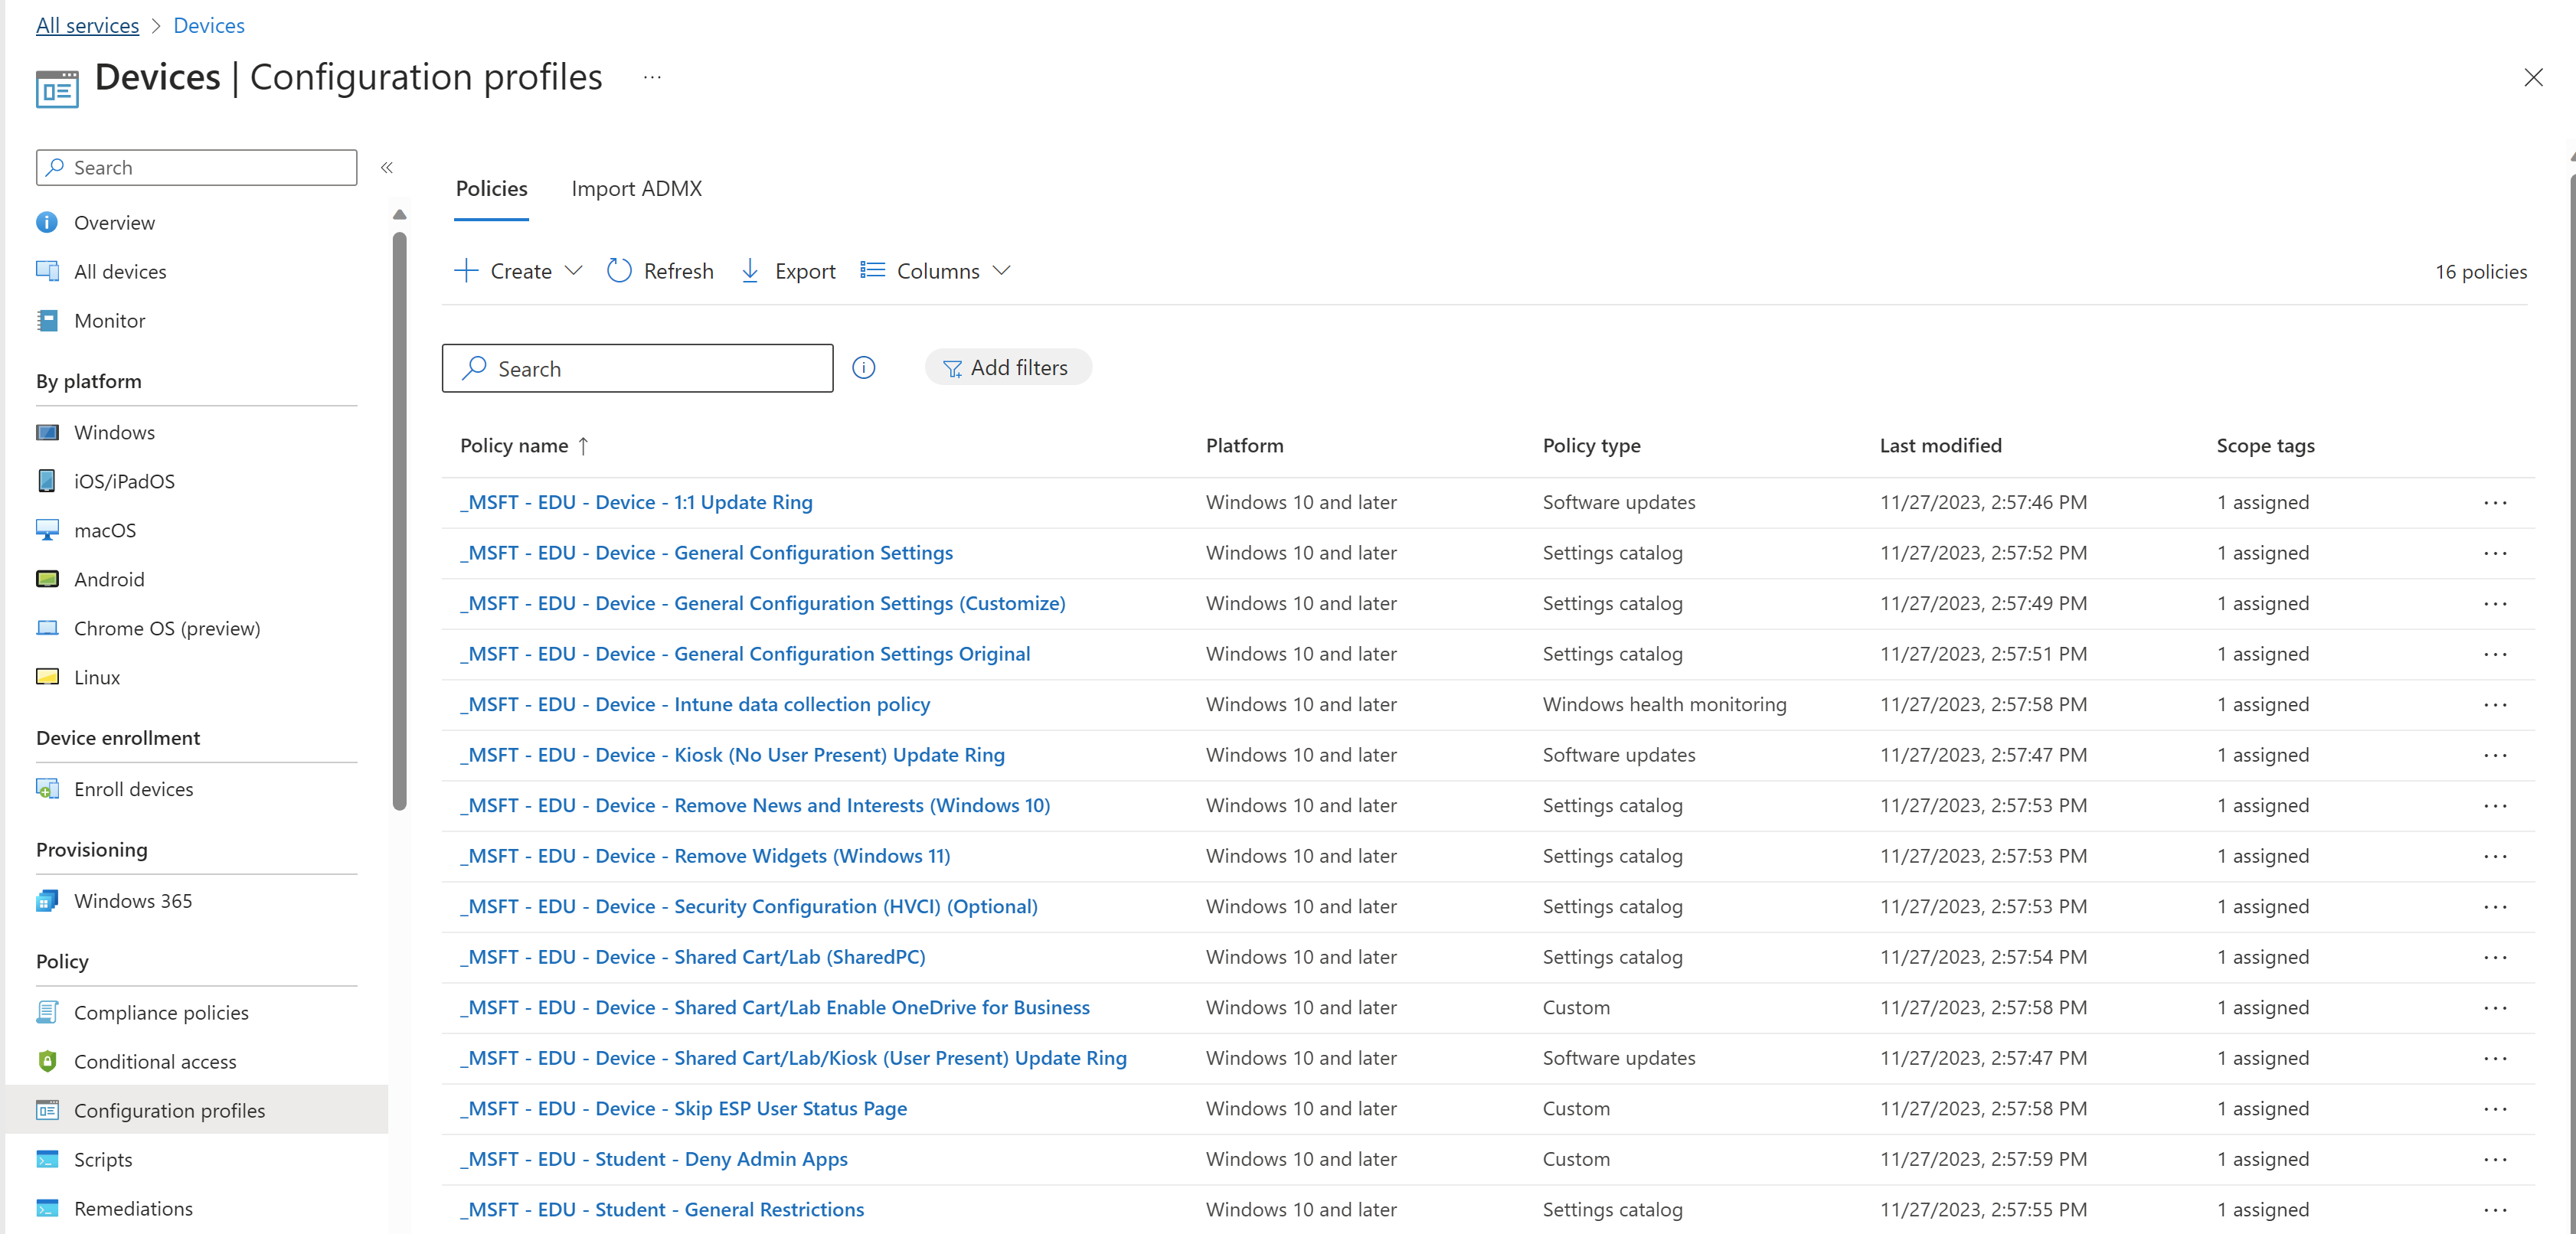 All services > Devices
Devices | Configuration profiles ...
Search «
Overview
All devices
Monitor
By platform
Windows
iOS/iPadOS
macOS
Android
Chrome OS (preview)
Linux
Device enrollment
Enroll devices
Provisioning
Windows 365
Policy
Compliance policies
Conditional access
Configuration profiles
Scripts
Remediations
Policies Import ADMX
Create Refresh Export Columns 16 policies
Search Add filters
Policy name ↑ Platform Policy type Last modified Scope tags
_MSFT - EDU - Device - 1:1 Update Ring Windows 10 and later Software updates 11/27/2023, 2:57:46 PM 1 assigned ...
_MSFT - EDU - Device - General Configuration Settings Windows 10 and later Settings catalog 11/27/2023, 2:57:52 PM 1 assigned ...
_MSFT - EDU - Device - General Configuration Settings (Customize) Windows 10 and later Settings catalog 11/27/2023, 2:57:49 PM 1 assigned ...
_MSFT - EDU - Device - General Configuration Settings Original Windows 10 and later Settings catalog 11/27/2023, 2:57:51 PM 1 assigned ...
_MSFT - EDU - Device - Intune data collection policy Windows 10 and later Windows health monitoring 11/27/2023, 2:57:58 PM 1 assigned ...
_MSFT - EDU - Device - Kiosk (No User Present) Update Ring Windows 10 and later Software updates 11/27/2023, 2:57:47 PM 1 assigned ...
_MSFT - EDU - Device - Remove News and Interests (Windows 10) Windows 10 and later Settings catalog 11/27/2023, 2:57:53 PM 1 assigned ...
_MSFT - EDU - Device - Remove Widgets (Windows 11) Windows 10 and later Settings catalog 11/27/2023, 2:57:53 PM 1 assigned ...
_MSFT - EDU - Device - Security Configuration (HVCI) (Optional) Windows 10 and later Settings catalog 11/27/2023, 2:57:53 PM 1 assigned ...
_MSFT - EDU - Device - Shared Cart/Lab (SharedPC) Windows 10 and later Settings catalog 11/27/2023, 2:57:54 PM 1 assigned ...
_MSFT - EDU - Device - Shared Cart/Lab Enable OneDrive for Business Windows 10 and later Custom 11/27/2023, 2:57:58 PM 1 assigned ...
_MSFT - EDU - Device - Shared Cart/Lab/Kiosk (User Present) Update Ring Windows 10 and later Software updates 11/27/2023, 2:57:47 PM 1 assigned ...
_MSFT - EDU - Device - Skip ESP User Status Page Windows 10 and later Custom 11/27/2023, 2:57:58 PM 1 assigned ...
_MSFT - EDU - Student - Deny Admin Apps Windows 10 and later Custom 11/27/2023, 2:57:59 PM 1 assigned ...
_MSFT - EDU - Student - General Restrictions Windows 10 and later Settings catalog 11/27/2023, 2:57:55 PM 1 assigned ...